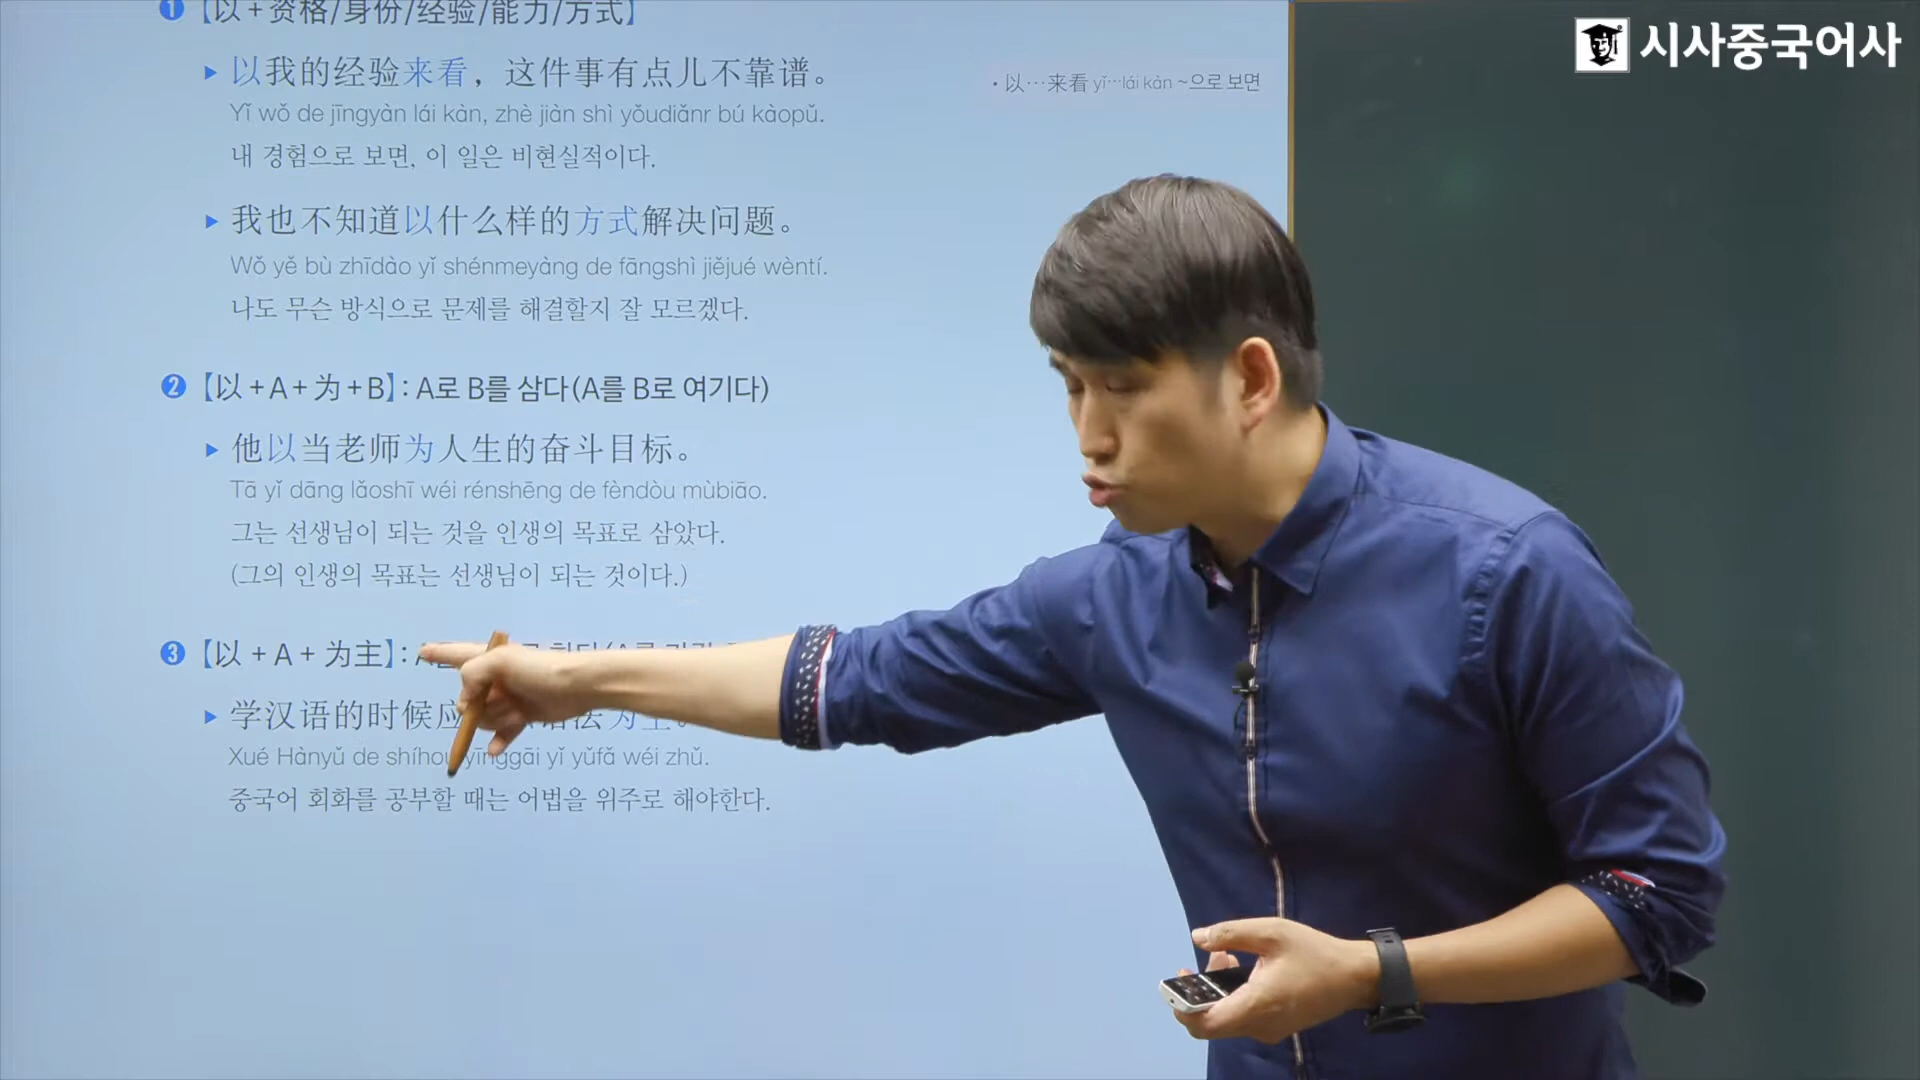 ❶【以 + 资格/身份/经验/能力/方式】
▶ 以我的经验来看，这件事有点儿不靠谱。
Yǐ wǒ de jīngyàn lái kàn, zhè jiàn shì yǒudiǎnr bú kàopǔ.
내 경험으로 보면, 이 일은 비현실적이다.
· 以…来看 yǐ…lái kàn ~으로 보면
▶ 我也不知道以什么样的方式解决问题。
Wǒ yě bù zhīdào yǐ shénmeyàng de fāngshì jiějué wèntí.
나도 무슨 방식으로 문제를 해결할지 잘 모르겠다.
❷【以 + A + 为 + B】: A로 B를 삼다(A를 B로 여기다)
▶ 他以当老师为人生的奋斗目标。
Tā yǐ dāng lǎoshī wéi rénshēng de fèndòu mùbiāo.
그는 선생님이 되는 것을 인생의 목표로 삼았다.
(그의 인생의 목표는 선생님이 되는 것이다.)
❸【以 + A + 为主】:
▶ 学汉语的时候应 语法为主。
Xué Hànyǔ de shíhou yīnggāi yǐ yǔfǎ wéi zhǔ.
중국어 회화를 공부할 때는 어법을 위주로 해야한다.
시사중국어사